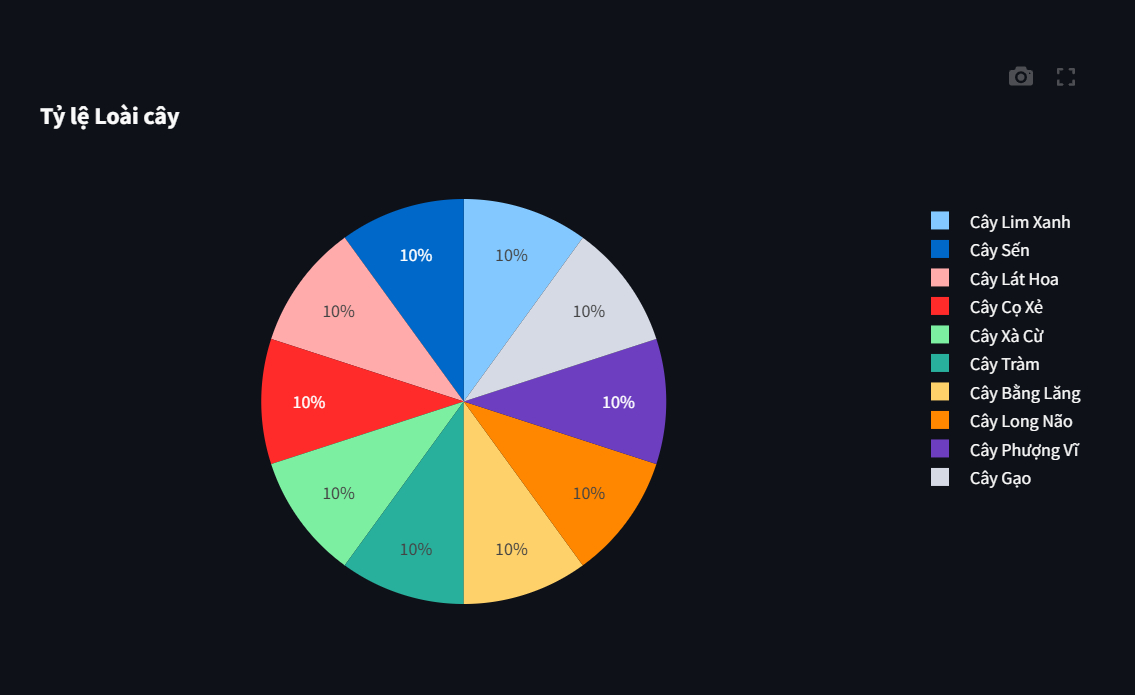 Tỷ lệ Loài cây
10%
10%
10%
10%
10%
10%
10%
10%
10%
10%
Cây Lim Xanh
Cây Sến
Cây Lát Hoa
Cây Cọ Xẻ
Cây Xà Cừ
Cây Tràm
Cây Bằng Lăng
Cây Long Não
Cây Phượng Vĩ
Cây Gạo